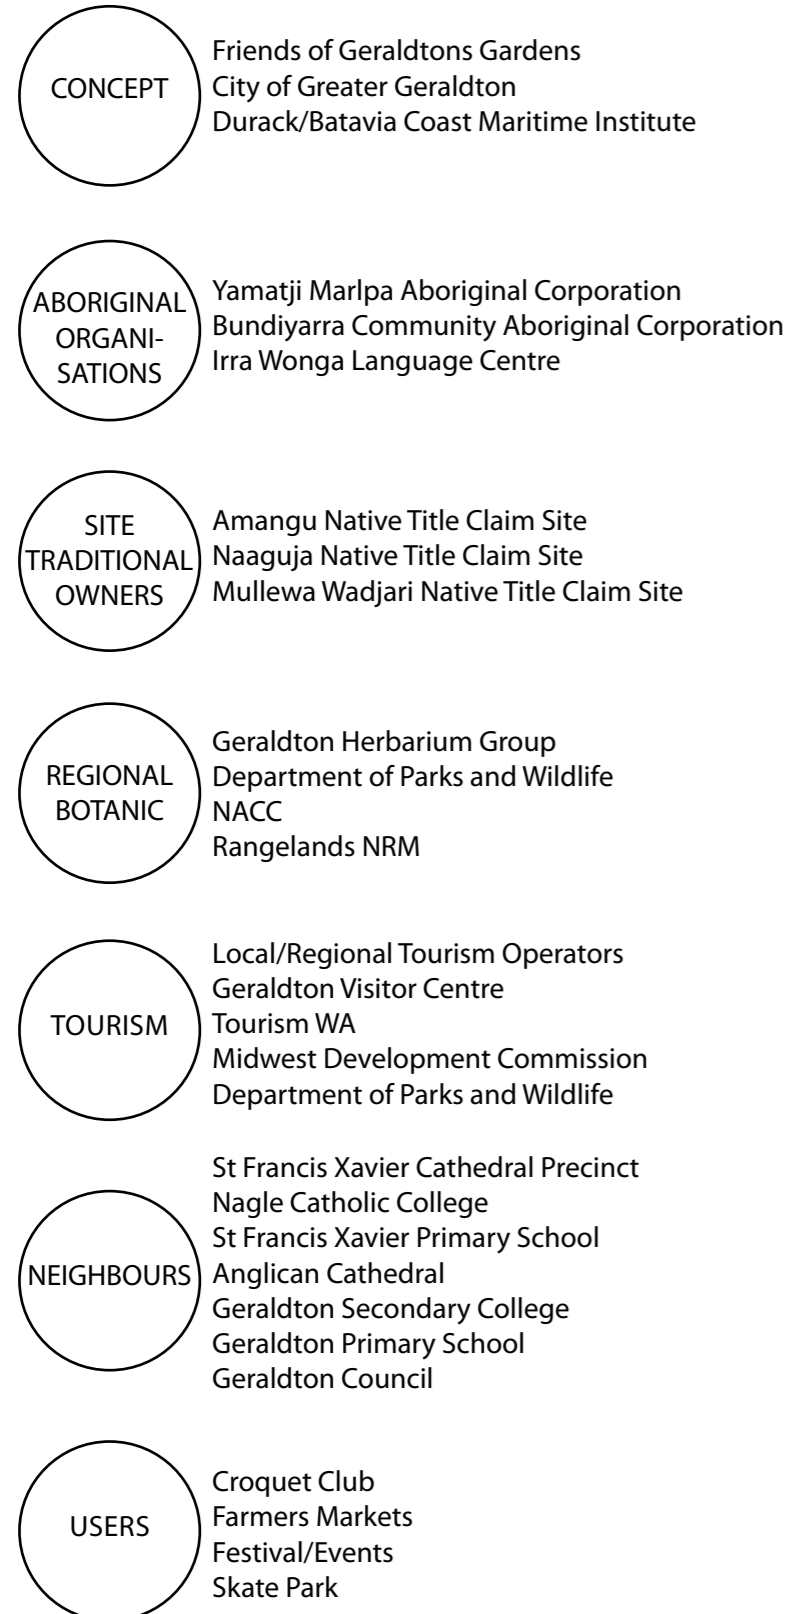 CONCEPT
Friends of Geraldtons Gardens
City of Greater Geraldton
Durack/Batavia Coast Maritime Institute
ABORIGINAL
ORGANI-
SATIONS
Yamatji Marlpa Aboriginal Corporation
Bundiyarra Community Aboriginal Corporation
Irra Wonga Language Centre
SITE
TRADITIONAL
OWNERS
Amangu Native Title Claim Site
Naaguja Native Title Claim Site
Mullewa Wadjari Native Title Claim Site
REGIONAL
BOTANIC
Geraldton Herbarium Group
Department of Parks and Wildlife
NACC
Rangelands NRM
TOURISM
Local/Regional Tourism Operators
Geraldton Visitor Centre
Tourism WA
Midwest Development Commission
Department of Parks and Wildlife
NEIGHBOURS
St Francis Xavier Cathedral Precinct
Nagle Catholic College
St Francis Xavier Primary School
Anglican Cathedral
Geraldton Secondary College
Geraldton Primary School
Geraldton Council
USERS
Croquet Club
Farmers Markets
Festival/Events
Skate Park